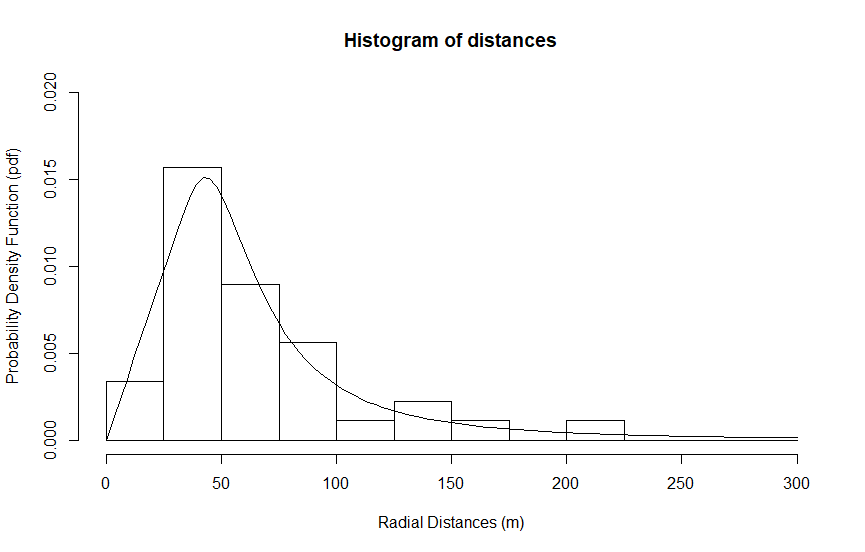 Histogram of distances
Probability Density Function (pdf)
0.020
0.015
0.010
0.005
0.000
0 50 100 150 200 250 300
Radial Distances (m)